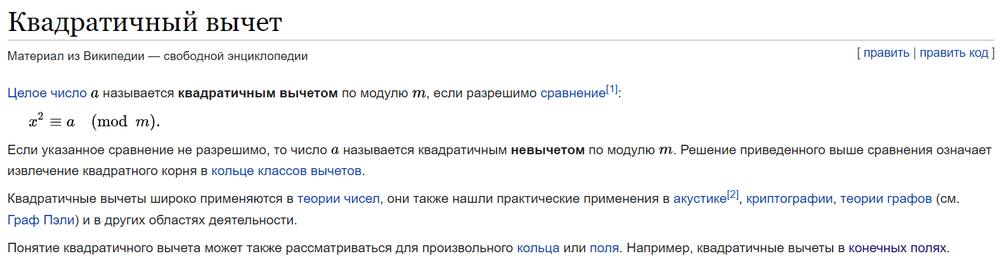 Квадратичный вычет
Материал из Википедии — свободной энциклопедии
[ править | править код ]
Целое число a называется квадратичным вычетом по модулю m, если разрешимо сравнение[1]:
x² ≡ a (mod m).
Если указанное сравнение не разрешимо, то число a называется квадратичным невычетом по модулю m. Решение приведенного выше сравнения означает
извлечение квадратного корня в кольце классов вычетов.
Квадратичные вычеты широко применяются в теории чисел, они также нашли практические применения в акустике[2], криптографии, теории графов (см.
Граф Пэли) и в других областях деятельности.
Понятие квадратичного вычета может также рассматриваться для произвольного кольца или поля. Например, квадратичные вычеты в конечных полях.